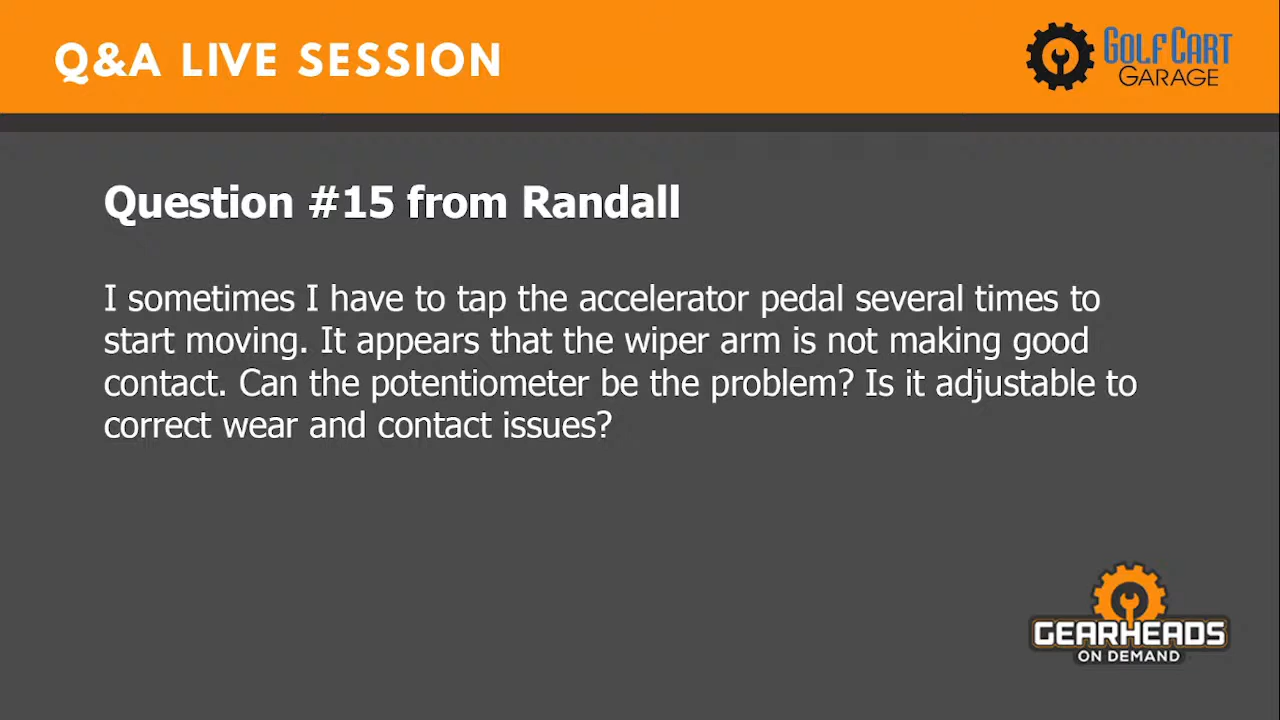 Q&A LIVE SESSION
GOLF CART
GARAGE
Question #15 from Randall
I sometimes I have to tap the accelerator pedal several times to
start moving. It appears that the wiper arm is not making good
contact. Can the potentiometer be the problem? Is it adjustable to
correct wear and contact issues?
GEARHEADS
ON DEMAND